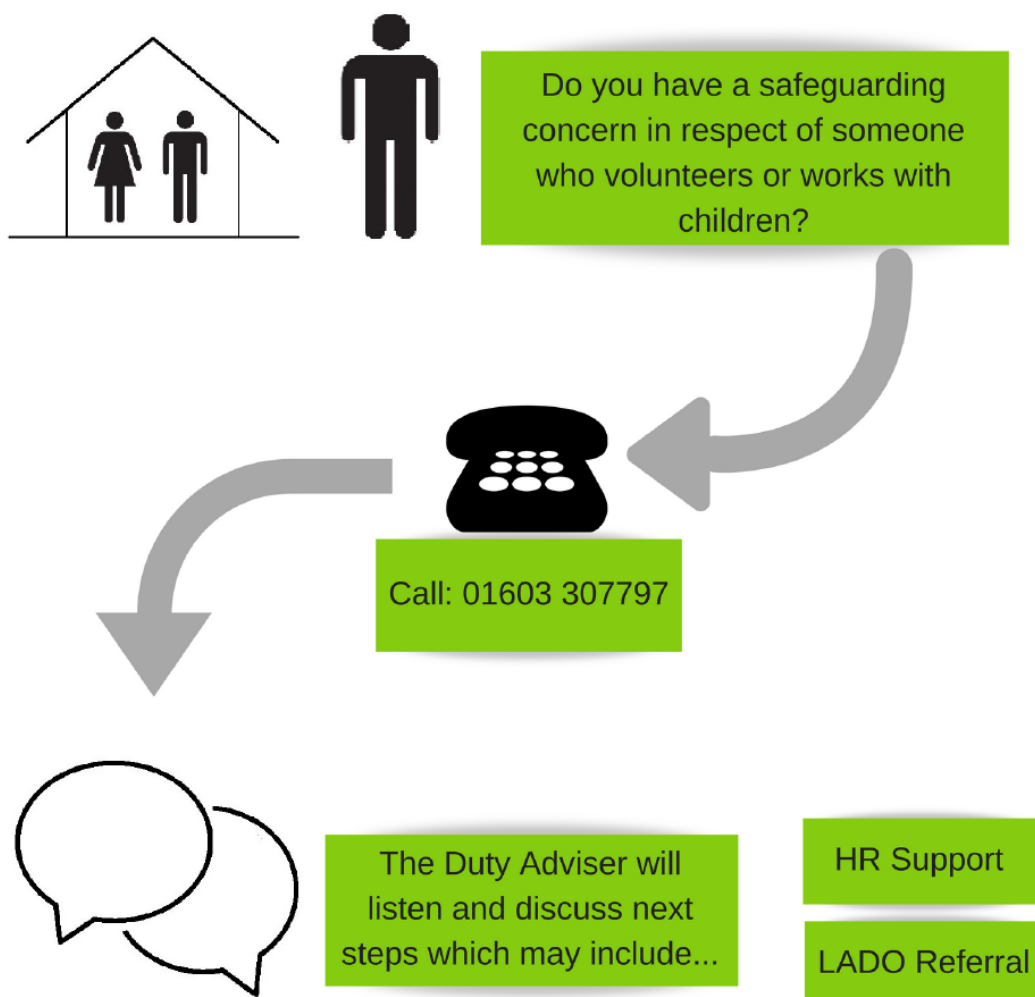 Do you have a safeguarding
concern in respect of someone
who volunteers or works with
children?
Call: 01603 307797
The Duty Adviser will
listen and discuss next
steps which may include...
HR Support
LADO Referral